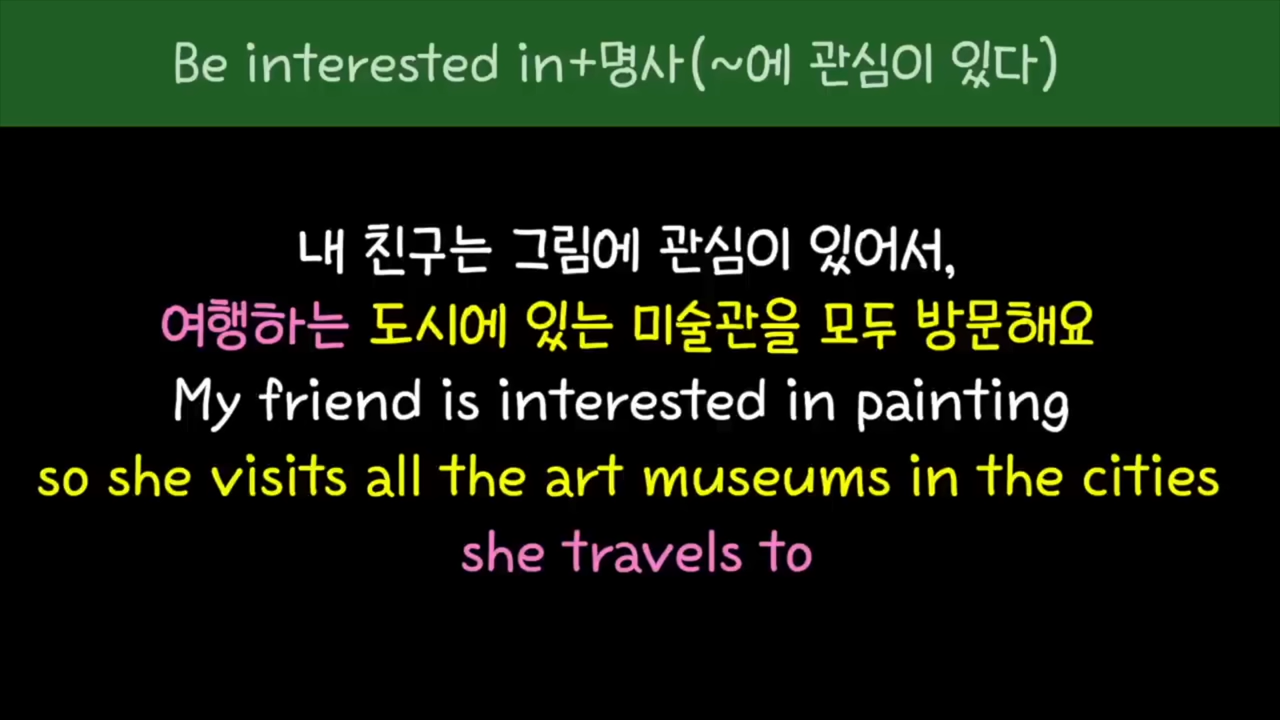 Be interested in+명사(~에 관심이 있다)
내 친구는 그림에 관심이 있어서,
여행하는 도시에 있는 미술관을 모두 방문해요
My friend is interested in painting
so she visits all the art museums in the cities
she travels to